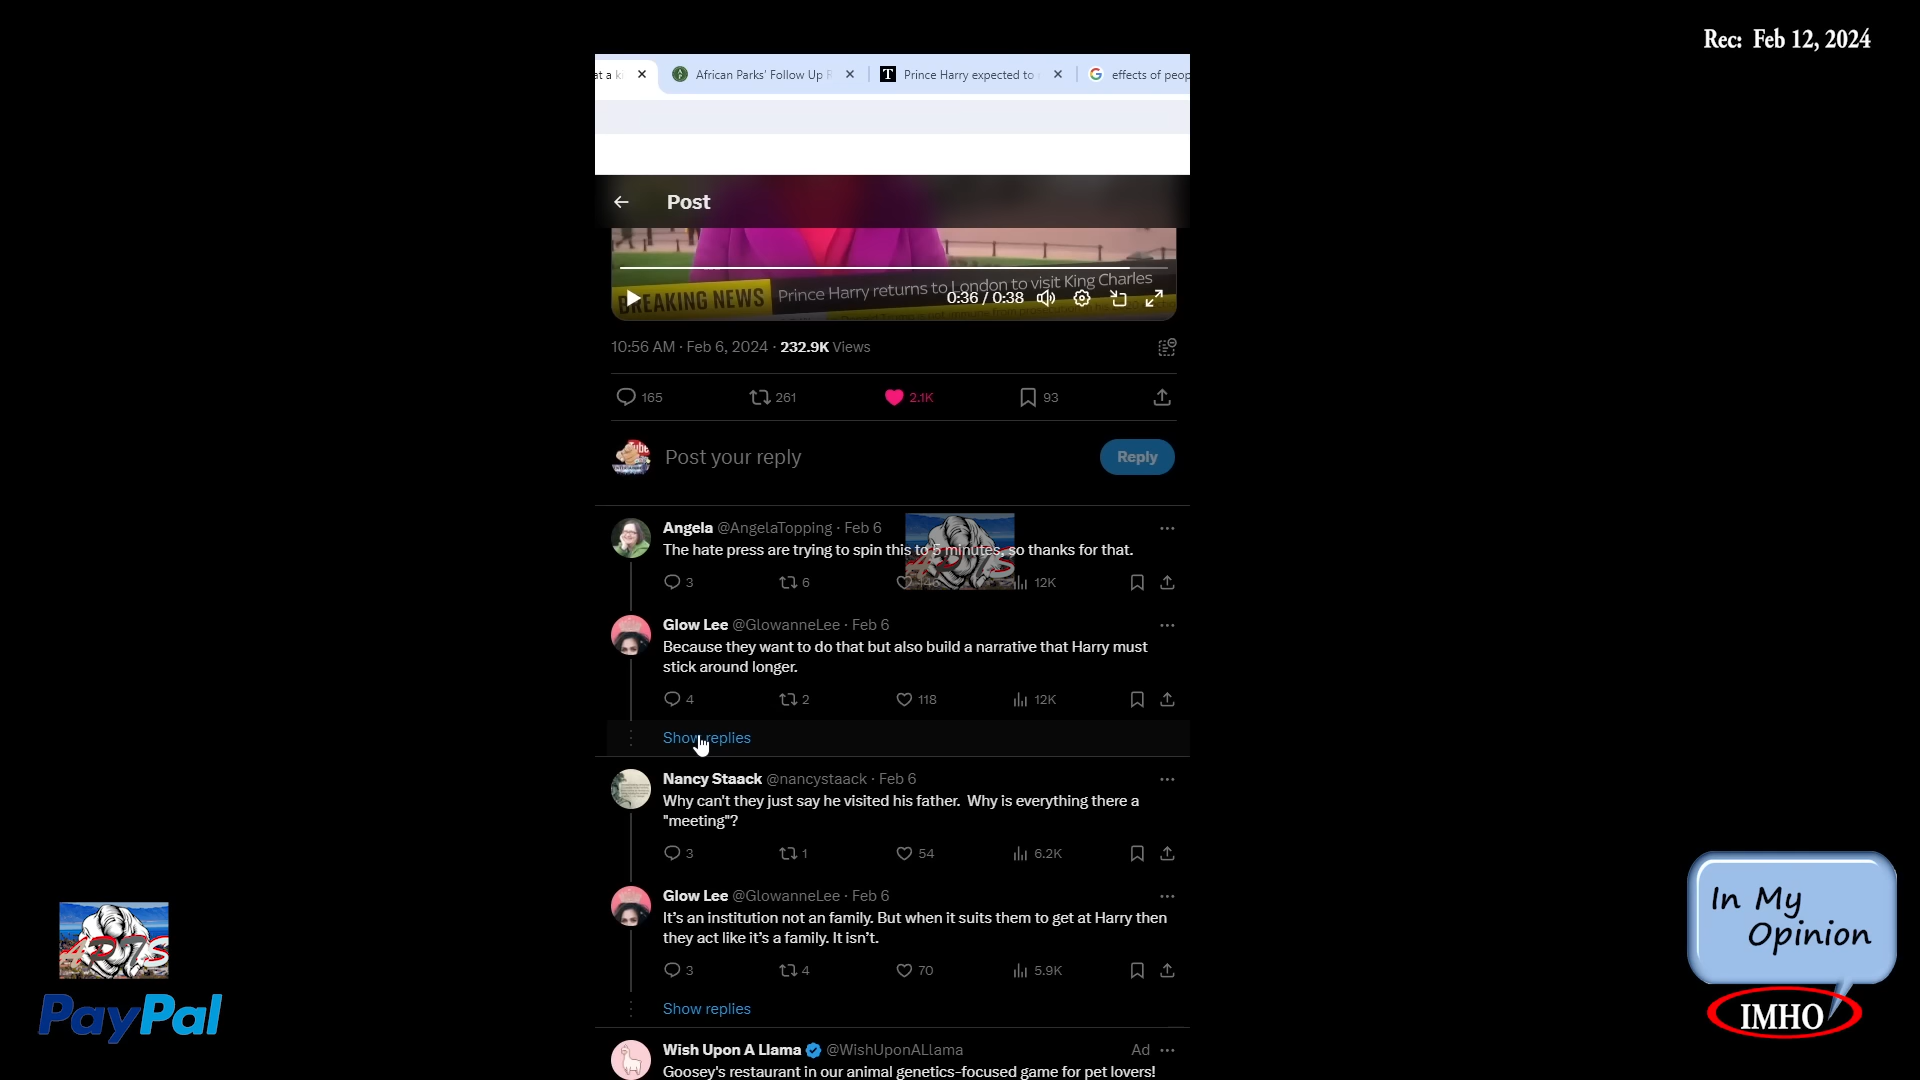 Rec: Feb 12, 2024
at a k
African Parks' Follow Up R
T Prince Harry expected to
G effects of peop
Post
BREAKING NEWS
Prince Harry returns to London to visit King Charles
0:36 / 0:38
10:56 AM · Feb 6, 2024 · 232.9K Views
165 261 2.1K 93
Post your reply
Reply
Angela @AngelaTopping · Feb 6
The hate press are trying to spin this to 5 minutes, so thanks for that.
3 6 146 12K
Glow Lee @GlowanneLee · Feb 6
Because they want to do that but also build a narrative that Harry must
stick around longer.
4 2 118 12K
Show replies
Nancy Staack @nancystaack · Feb 6
Why can't they just say he visited his father. Why is everything there a
"meeting"?
3 1 54 6.2K
Glow Lee @GlowanneLee · Feb 6
It's an institution not an family. But when it suits them to get at Harry then
they act like it's a family. It isn't.
3 4 70 5.9K
Show replies
Wish Upon A Llama @WishUponALlama Ad
Goosey's restaurant in our animal genetics-focused game for pet lovers!
PayPal
In My
Opinion
IMHO